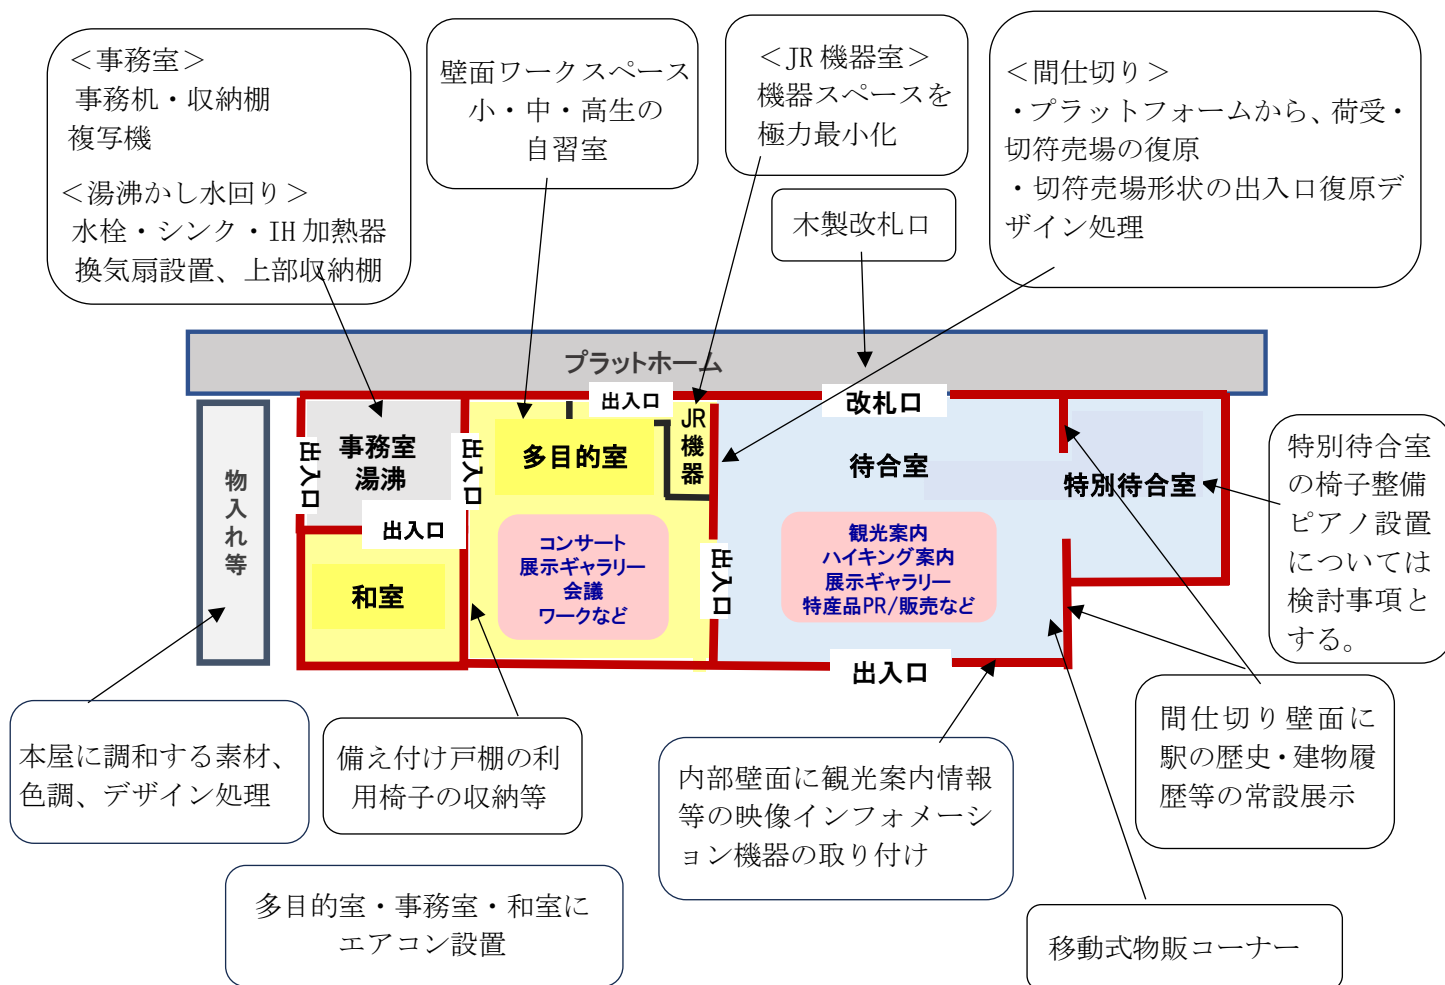 ＜事務室＞
事務机・収納棚
複写機
＜湯沸かし水回り＞
水栓・シンク・IH 加熱器
換気扇設置、上部収納棚
壁面ワークスペース
小・中・高生の
自習室
＜JR 機器室＞
機器スペースを
極力最小化
木製改札口
＜間仕切り＞
・プラットフォームから、荷受・
切符売場の復原
・切符売場形状の出入口復原デ
ザイン処理
プラットホーム
出入口
改札口
物入れ等
出入口
事務室
湯沸
出入口
出入口
和室
多目的室
JR
機
器
コンサート
展示ギャラリー
会議
ワークなど
出入口
待合室
観光案内
ハイキング案内
展示ギャラリー
特産品PR/販売など
出入口
特別待合室
特別待合室
の椅子整備
ピアノ設置
については
検討事項と
する。
本屋に調和する素材、
色調、デザイン処理
備え付け戸棚の利
用椅子の収納等
内部壁面に観光案内情報
等の映像インフォメーシ
ョン機器の取り付け
間仕切り壁面に
駅の歴史・建物履
歴等の常設展示
多目的室・事務室・和室に
エアコン設置
移動式物販コーナー